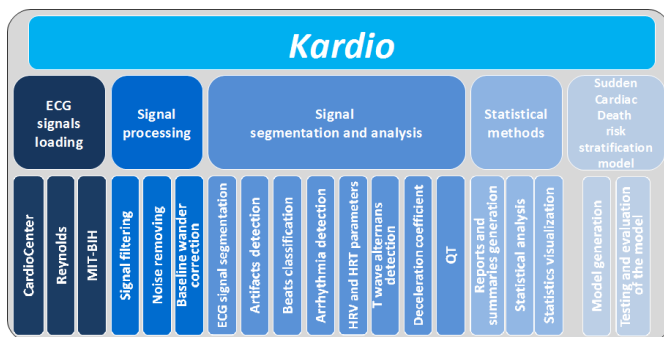 Kardio
ECG
signals
loading
Signal
processing
Signal
segmentation and analysis
Statistical
methods
Sudden
Cardiac
Death
risk
stratification
model
CardioCenter
Reynolds
MIT-BIH
Signal filtering
Noise removing
Baseline wander
correction
ECG signal segmentation
Artifacts detection
Beats classification
Arrhythmia detection
HRV and HRT parameters
T wave alternans
detection
Deceleration coefficient
QT
Reports and
summaries generation
Statistical analysis
Statistics visualization
Model generation
Testing and evaluation
of the model